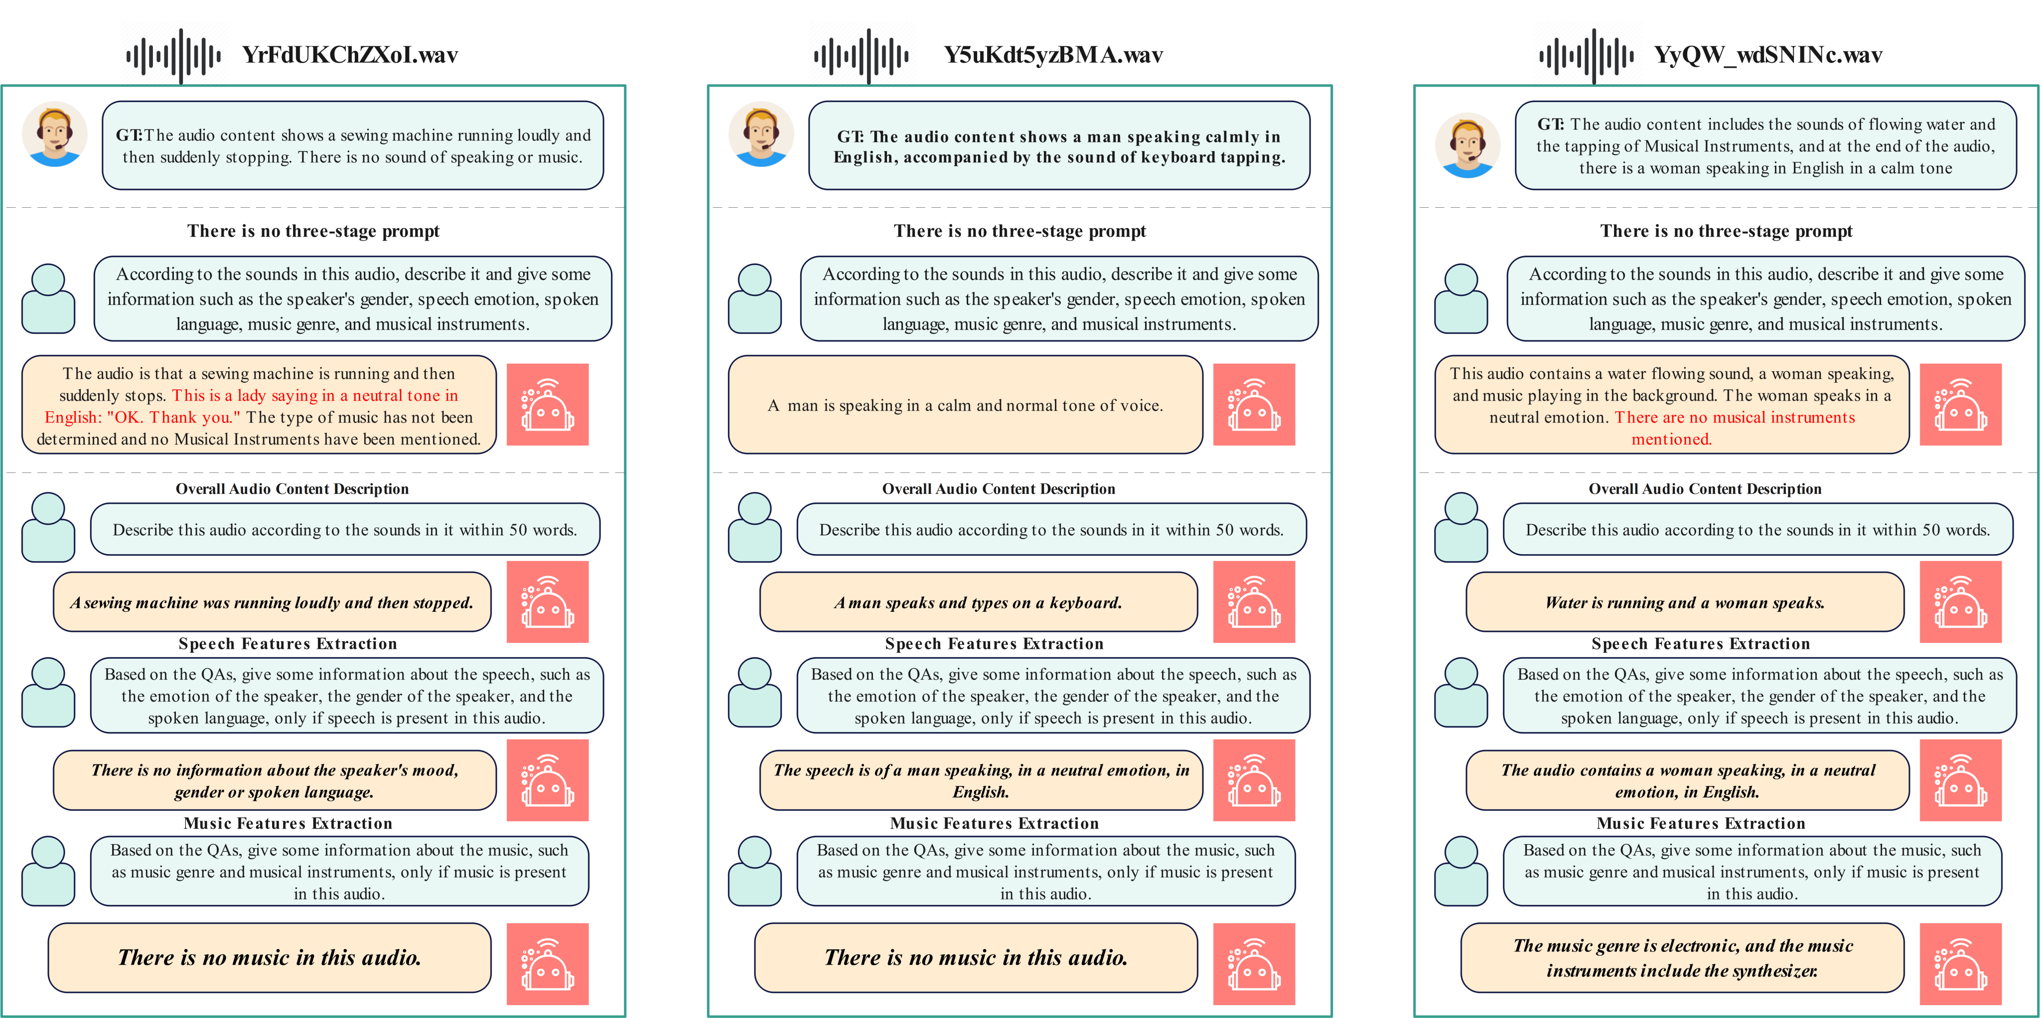 YrFdUKChZXoI.wav
GT:The audio content shows a sewing machine running loudly and
then suddenly stopping. There is no sound of speaking or music.
There is no three-stage prompt
According to the sounds in this audio, describe it and give some
information such as the speaker's gender, speech emotion, spoken
language, music genre, and musical instruments.
The audio is that a sewing machine is running and then
suddenly stops. This is a lady saying in a neutral tone in
English: "OK. Thank you." The type of music has not been
determined and no Musical Instruments have been mentioned.
Overall Audio Content Description
Describe this audio according to the sounds in it within 50 words.
A sewing machine was running loudly and then stopped.
Speech Features Extraction
Based on the QAs, give some information about the speech, such as
the emotion of the speaker, the gender of the speaker, and the
spoken language, only if speech is present in this audio.
There is no information about the speaker's mood,
gender or spoken language.
Music Features Extraction
Based on the QAs, give some information about the music, such
as music genre and musical instruments, only if music is present
in this audio.
There is no music in this audio.
Y5uKdt5yzBMA.wav
GT: The audio content shows a man speaking calmly in
English, accompanied by the sound of keyboard tapping.
There is no three-stage prompt
According to the sounds in this audio, describe it and give some
information such as the speaker's gender, speech emotion, spoken
language, music genre, and musical instruments.
A man is speaking in a calm and normal tone of voice.
Overall Audio Content Description
Describe this audio according to the sounds in it within 50 words.
A man speaks and types on a keyboard.
Speech Features Extraction
Based on the QAs, give some information about the speech, such as
the emotion of the speaker, the gender of the speaker, and the
spoken language, only if speech is present in this audio.
The speech is of a man speaking, in a neutral emotion, in
English.
Music Features Extraction
Based on the QAs, give some information about the music, such
as music genre and musical instruments, only if music is present
in this audio.
There is no music in this audio.
YyQW_wdSNINc.wav
GT: The audio content includes the sounds of flowing water and
the tapping of Musical Instruments, and at the end of the audio,
there is a woman speaking in English in a calm tone
There is no three-stage prompt
According to the sounds in this audio, describe it and give some
information such as the speaker's gender, speech emotion, spoken
language, music genre, and musical instruments.
This audio contains a water flowing sound, a woman speaking,
and music playing in the background. The woman speaks in a
neutral emotion. There are no musical instruments
mentioned.
Overall Audio Content Description
Describe this audio according to the sounds in it within 50 words.
Water is running and a woman speaks.
Speech Features Extraction
Based on the QAs, give some information about the speech, such as
the emotion of the speaker, the gender of the speaker, and the
spoken language, only if speech is present in this audio.
The audio contains a woman speaking, in a neutral
emotion, in English.
Music Features Extraction
Based on the QAs, give some information about the music, such
as music genre and musical instruments, only if music is present
in this audio.
The music genre is electronic, and the music
instruments include the synthesizer.